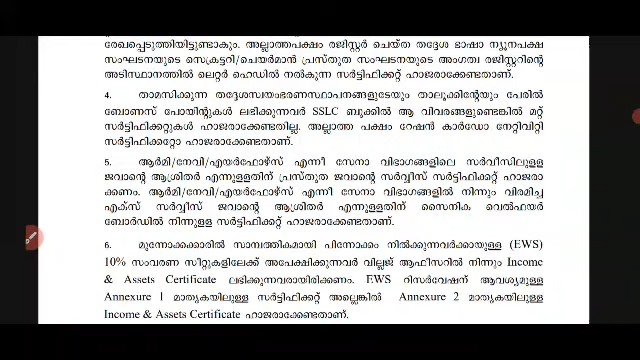 രേഖപ്പെടുത്തിയിട്ടുണ്ടാകും. അല്ലാത്തപക്ഷം രജിസ്റ്റർ ചെയ്ത തദ്ദേശ ഭാഷാ ന്യൂനപക്ഷ
സംഘടനയുടെ സെക്രട്ടറി/ചെയർമാൻ പ്രസ്തുത സംഘടനയുടെ അംഗത്വ രജിസ്റ്ററിന്റെ
അടിസ്ഥാനത്തിൽ ലെറ്റർ ഹെഡിൽ നൽകുന്ന സർട്ടിഫിക്കറ്റ് ഹാജരാക്കേണ്ടതാണ്.
4. താമസിക്കുന്ന തദ്ദേശസ്വയംഭരണസ്ഥാപനങ്ങളുടേയും താലൂക്കിന്റേയും പേരിൽ
ബോണസ് പോയിന്റുകൾ ലഭിക്കുന്നവർ SSLC ബുക്കിൽ ആ വിവരങ്ങളുണ്ടെങ്കിൽ മറ്റ്
സർട്ടിഫിക്കറ്റുകൾ ഹാജരാക്കേണ്ടതില്ല. അല്ലാത്ത പക്ഷം റേഷൻ കാർഡോ നേറ്റിവിറ്റി
സർട്ടിഫിക്കറ്റോ ഹാജരാക്കേണ്ടതാണ്.
5. ആർമി/നേവി/എയർഫോഴ്സ് എന്നീ സേനാ വിഭാഗങ്ങളിലെ സർവീസിലുള്ള
ജവാന്റെ ആശ്രിതർ എന്നുള്ളതിന് പ്രസ്തുത ജവാന്റെ സർവ്വീസ് സർട്ടിഫിക്കറ്റ് ഹാജരാ
ക്കണം. ആർമി/നേവി/എയർഫോഴ്സ് എന്നീ സേനാ വിഭാഗങ്ങളിൽ നിന്നും വിരമിച്ച
എക്സ് സർവ്വീസ് ജവാന്റെ ആശ്രിതർ എന്നുള്ളതിന് സൈനിക വെൽഫയർ
ബോർഡിൽ നിന്നുളള സർട്ടിഫിക്കറ്റ് ഹാജരാക്കേണ്ടതാണ്.
6. മുന്നോക്കക്കാരിൽ സാമ്പത്തികമായി പിന്നോക്കം നിൽക്കുന്നവർക്കായുള്ള (EWS)
10% സംവരണ സീറ്റുകളിലേക്ക് അപേക്ഷിക്കുന്നവർ വില്ലേജ് ആഫീസറിൽ നിന്നും Income
& Assets Certificate ലഭിക്കുന്നവരായിരിക്കണം. EWS റിസർവേഷന് ആവശ്യമുള്ള
Annexure 1 മാതൃകയിലുള്ള സർട്ടിഫിക്കറ്റ് അല്ലെങ്കിൽ Annexure 2 മാതൃകയിലുള്ള
Income & Assets Certificate ഹാജരാക്കേണ്ടതാണ്.